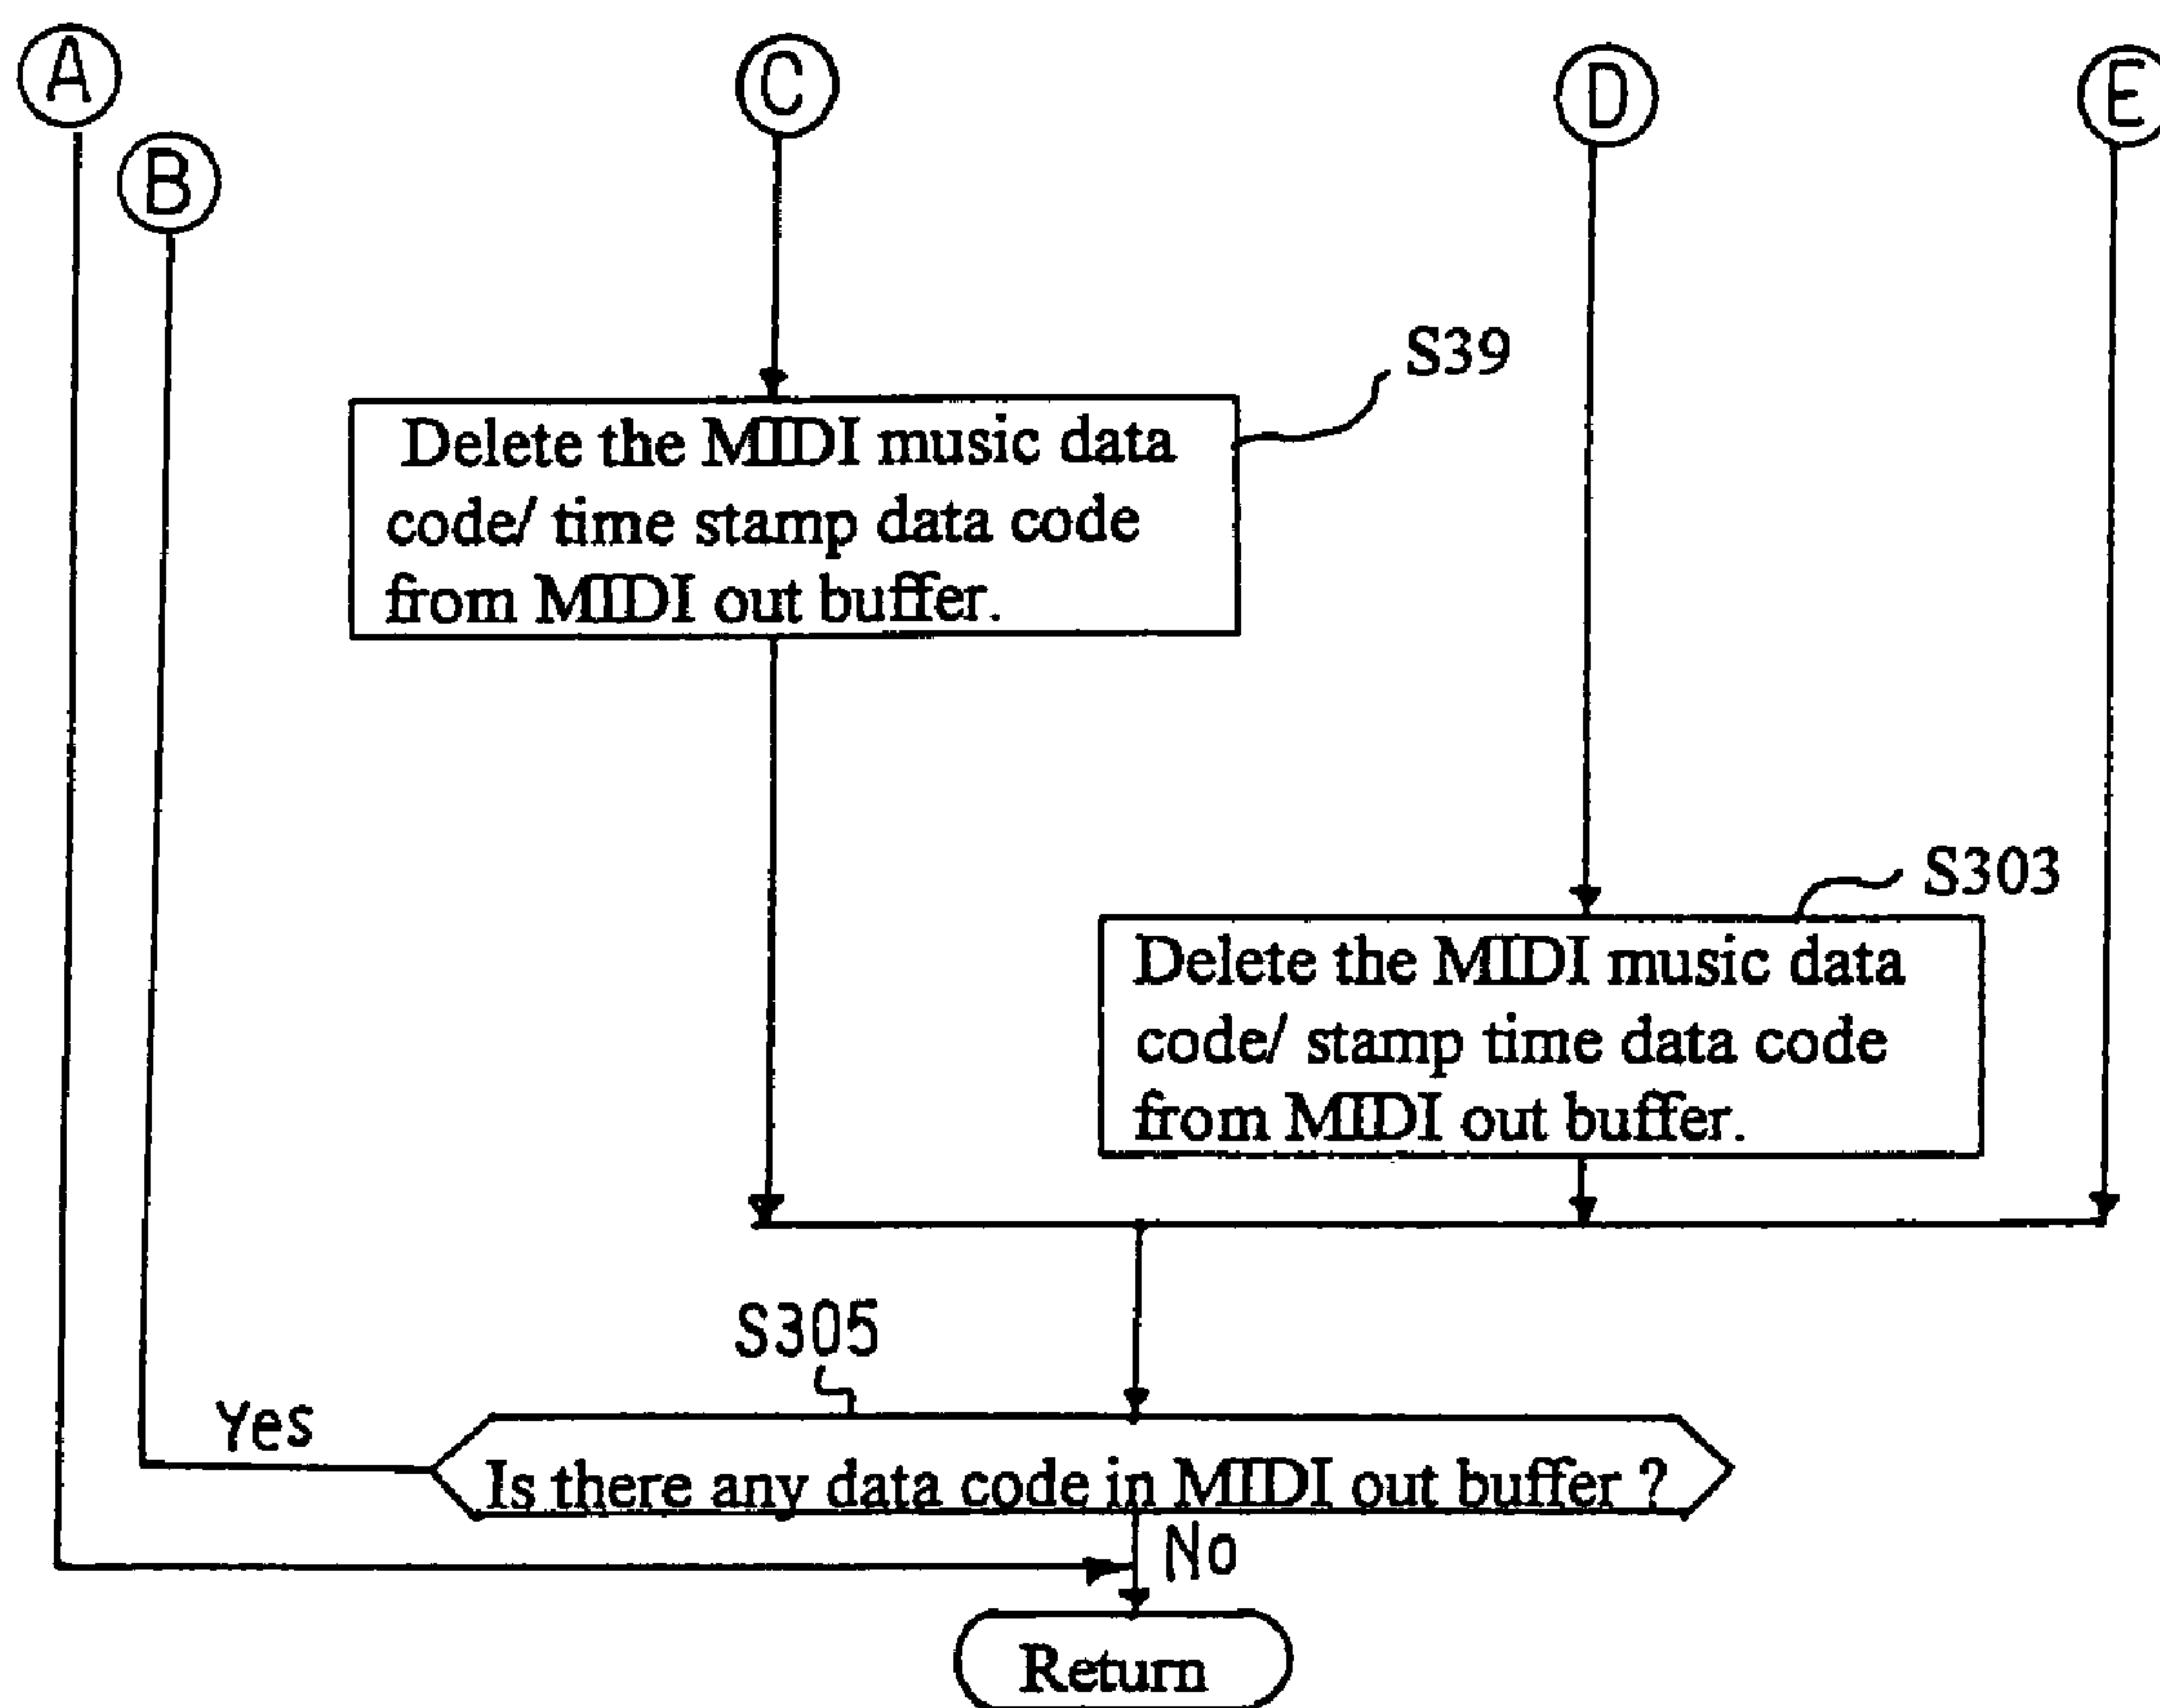 A
C
D
E
B
S39
Delete the MIDI music data
code/ time stamp data code
from MIDI out buffer.
S303
Delete the MIDI music data
code/ stamp time data code
from MIDI out buffer.
S305
Yes
Is there any data code in MIDI out buffer ?
No
Return